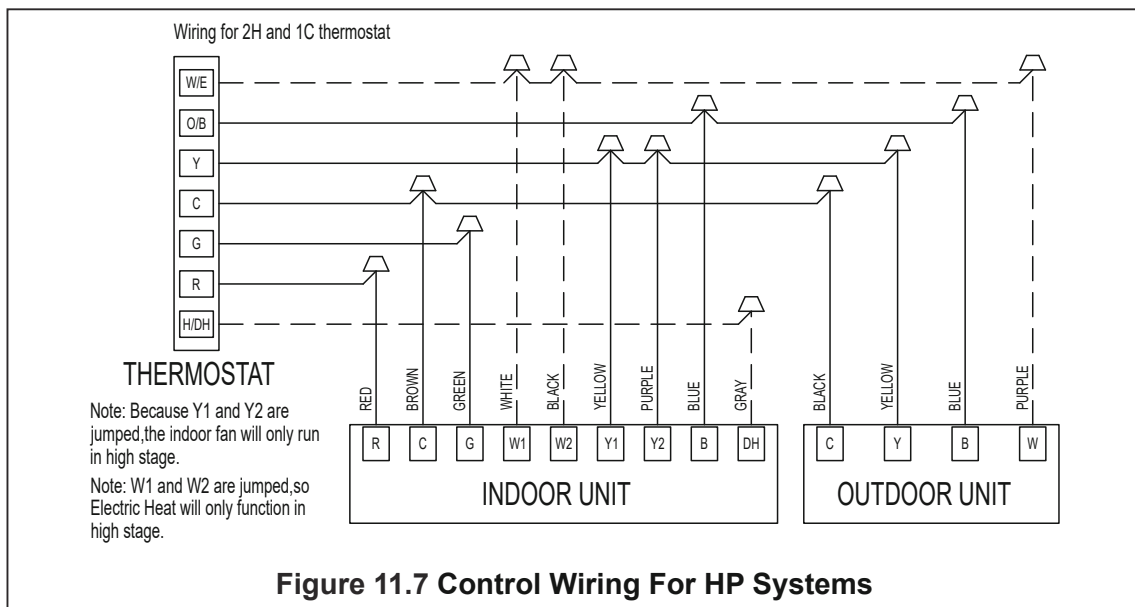 Wiring for 2H and 1C thermostat
W/E
O/B
Y
C
G
R
H/DH
THERMOSTAT
Note: Because Y1 and Y2 are
jumped,the indoor fan will only run
in high stage.
Note: W1 and W2 are jumped,so
Electric Heat will only function in
high stage.
RED BROWN GREEN WHITE BLACK YELLOW PURPLE BLUE GRAY
R C G W1 W2 Y1 Y2 B DH
INDOOR UNIT
BLACK YELLOW BLUE PURPLE
C Y B W
OUTDOOR UNIT
Figure 11.7 Control Wiring For HP Systems